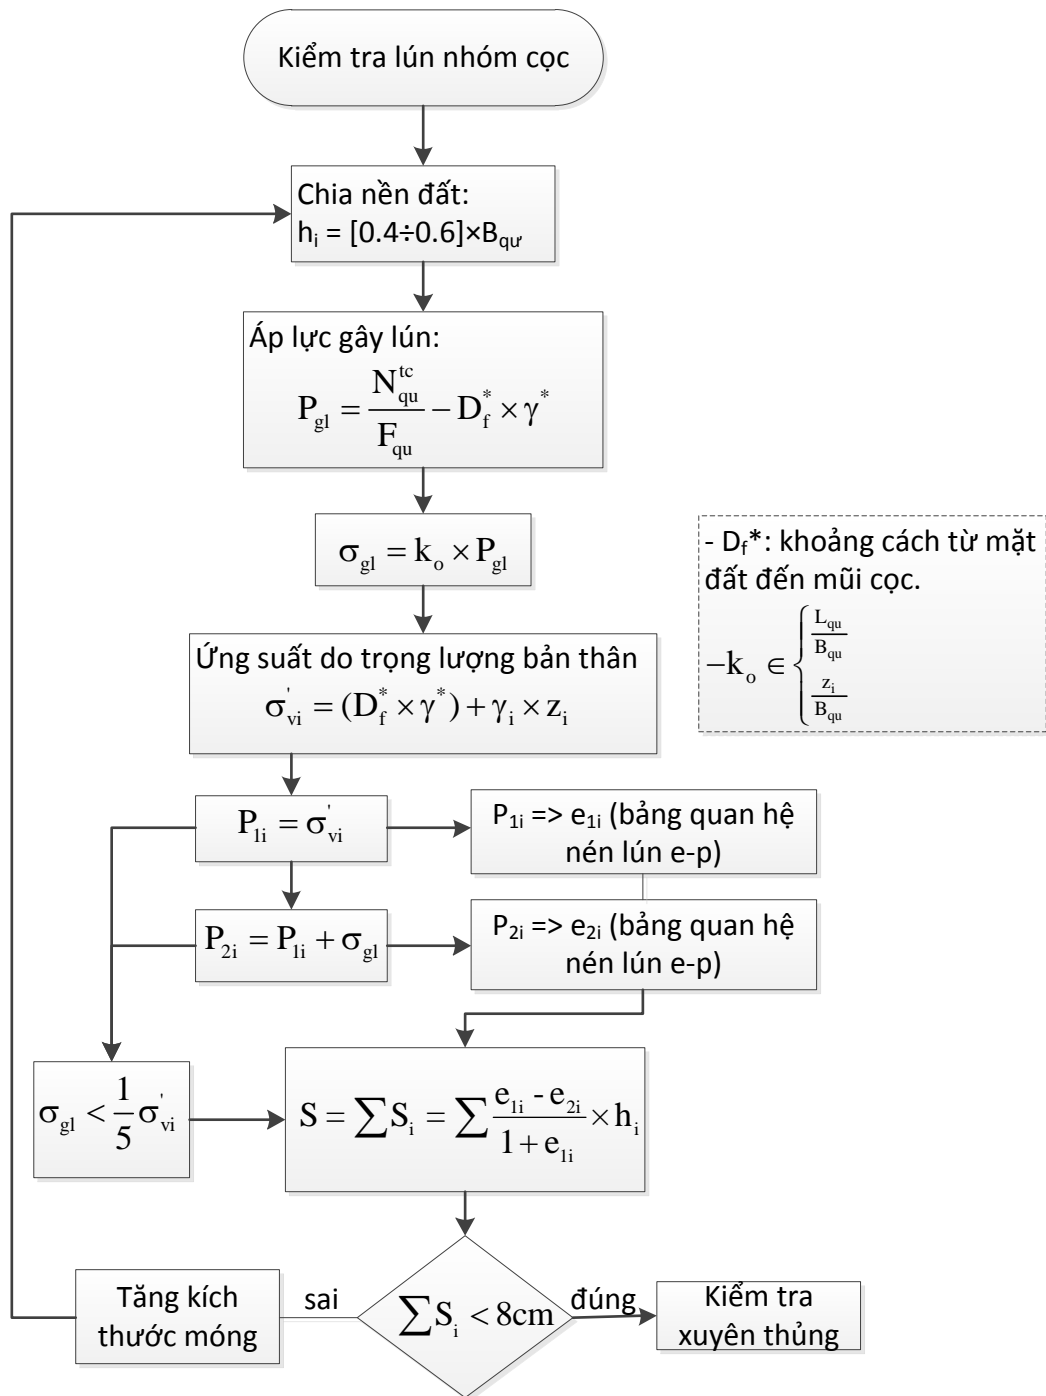 Kiểm tra lún nhóm cọc
Chia nền đất:
hᵢ = [0.4÷0.6]×B_qư
Áp lực gây lún:
P_gl = N_qu^tc / F_qu − D_f^* × γ^*
σ_gl = k_o × P_gl
- D_f*: khoảng cách từ mặt
đất đến mũi cọc.
−k_o ∈ { L_qu / B_qu
z_i / B_qu
Ứng suất do trọng lượng bản thân
σ'_vi = (D_f^* × γ^*) + γ_i × z_i
P_1i = σ'_vi
P_1i => e_1i (bảng quan hệ
nén lún e-p)
P_2i = P_1i + σ_gl
P_2i => e_2i (bảng quan hệ
nén lún e-p)
σ_gl < 1/5 σ'_vi
S = ∑S_i = ∑ (e_1i - e_2i) / (1 + e_1i) × h_i
Tăng kích
thước móng
sai
∑S_i < 8cm
đúng
Kiểm tra
xuyên thủng